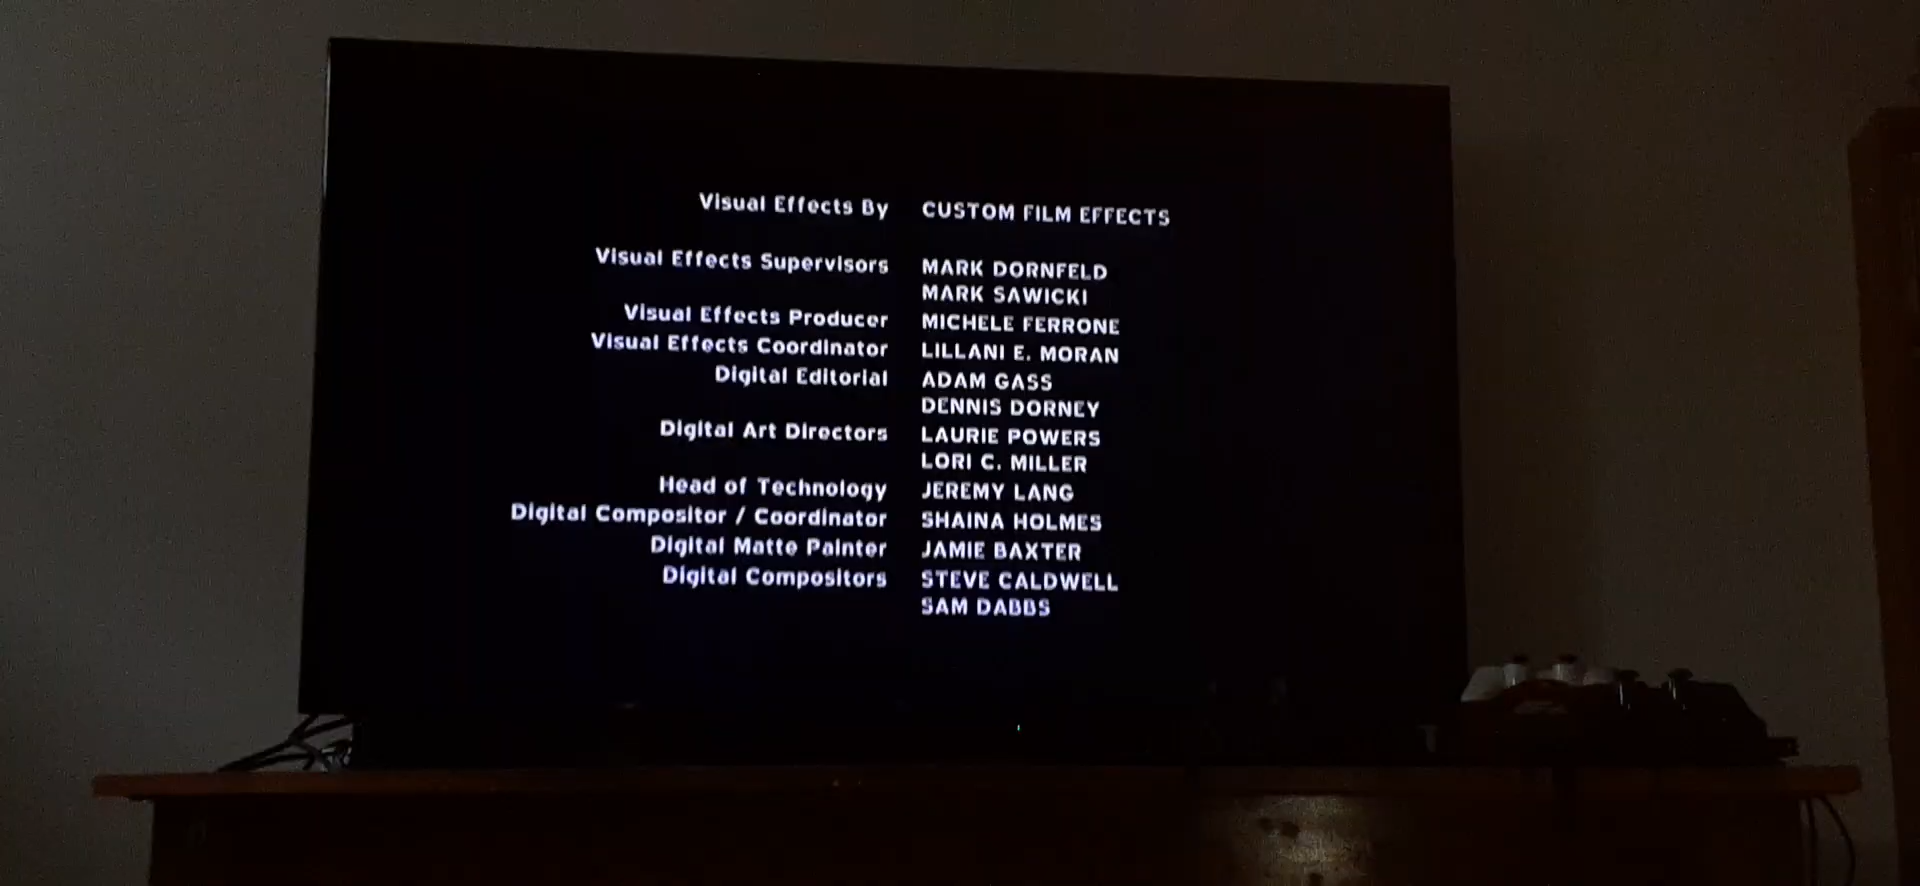 Visual Effects By CUSTOM FILM EFFECTS
Visual Effects Supervisors MARK DORNFELD
MARK SAWICKI
Visual Effects Producer MICHELE FERRONE
Visual Effects Coordinator LILLANI E. MORAN
Digital Editorial ADAM GASS
DENNIS DORNEY
Digital Art Directors LAURIE POWERS
LORI C. MILLER
Head of Technology JEREMY LANG
Digital Compositor / Coordinator SHAINA HOLMES
Digital Matte Painter JAMIE BAXTER
Digital Compositors STEVE CALDWELL
SAM DABBS